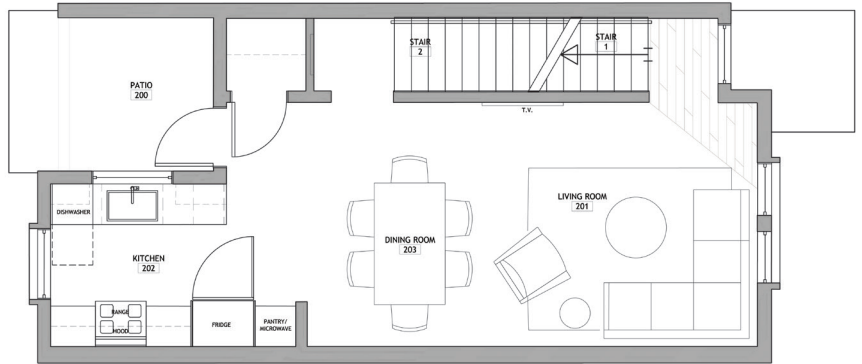 STAIR
2
STAIR
1
PATIO
200
T.V.
DISHWASHER
LIVING ROOM
201
KITCHEN
202
DINING ROOM
203
RANGE
HOOD
FRIDGE
PANTRY/
MICROWAVE